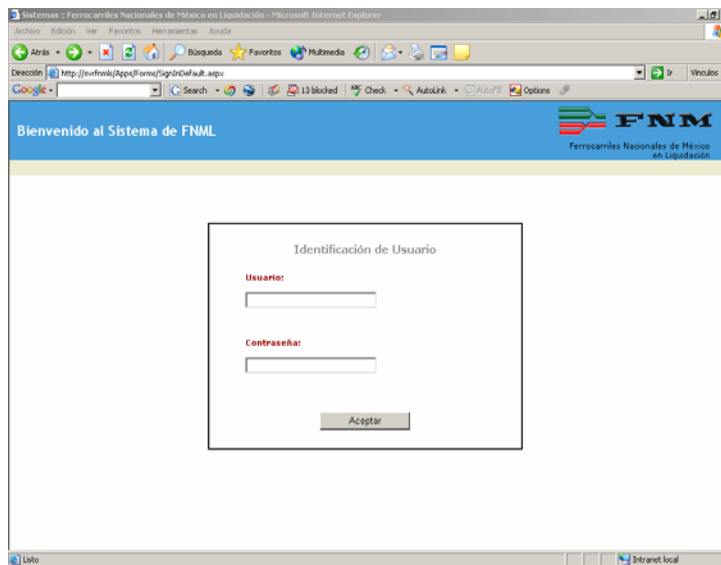 Sistemas :: Ferrocarriles Nacionales de México en Liquidación - Microsoft Internet Explorer
Archivo Edición Ver Favoritos Herramientas Ayuda
Atrás Búsqueda Favoritos Multimedia
Dirección http://svrfnmls/Apps/Forms/SignInDefault.aspx Ir Vínculos
Google Search 13 blocked Check AutoLink AutoFill Options
Bienvenido al Sistema de FNML
FNM
Ferrocarriles Nacionales de México
en Liquidación
Identificación de Usuario
Usuario:
Contraseña:
Aceptar
Listo Intranet local